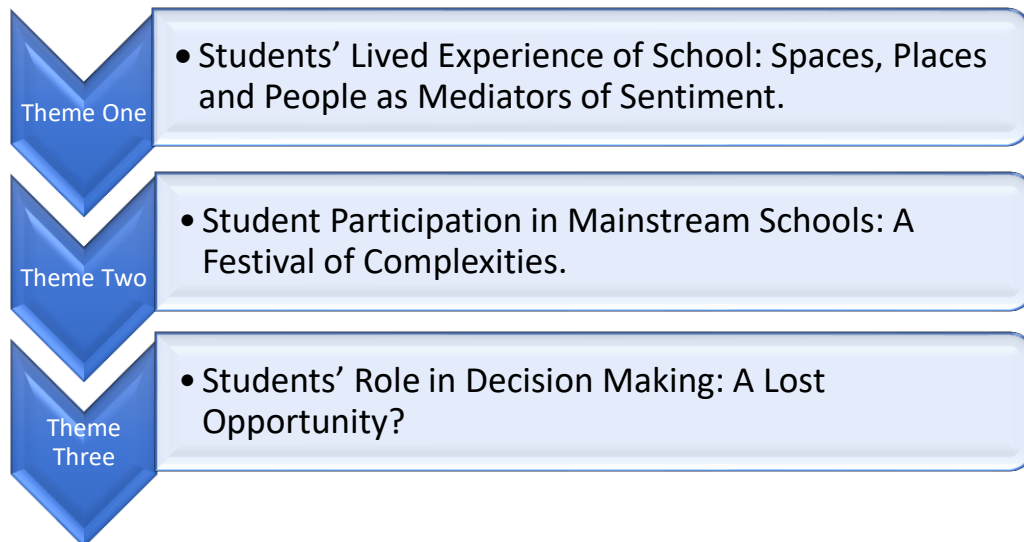 Theme One
• Students’ Lived Experience of School: Spaces, Places
and People as Mediators of Sentiment.
Theme Two
• Student Participation in Mainstream Schools: A
Festival of Complexities.
Theme
Three
• Students’ Role in Decision Making: A Lost
Opportunity?